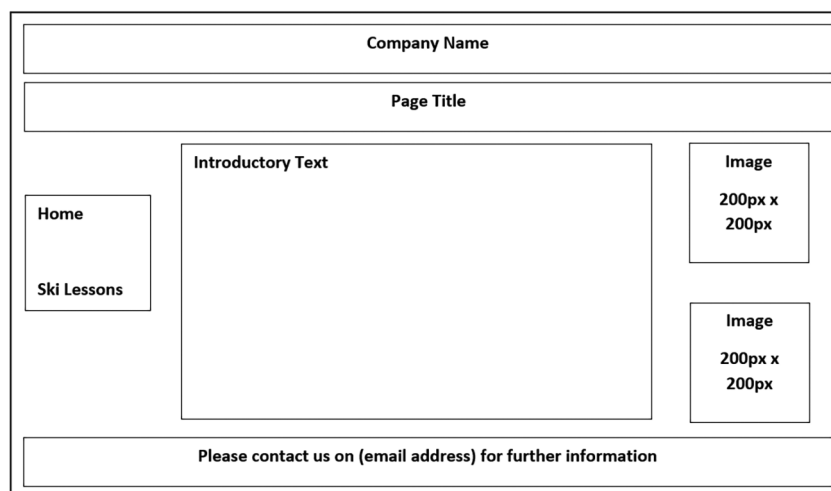 Company Name
Page Title
Introductory Text
Home
Ski Lessons
Image
200px x
200px
Image
200px x
200px
Please contact us on (email address) for further information